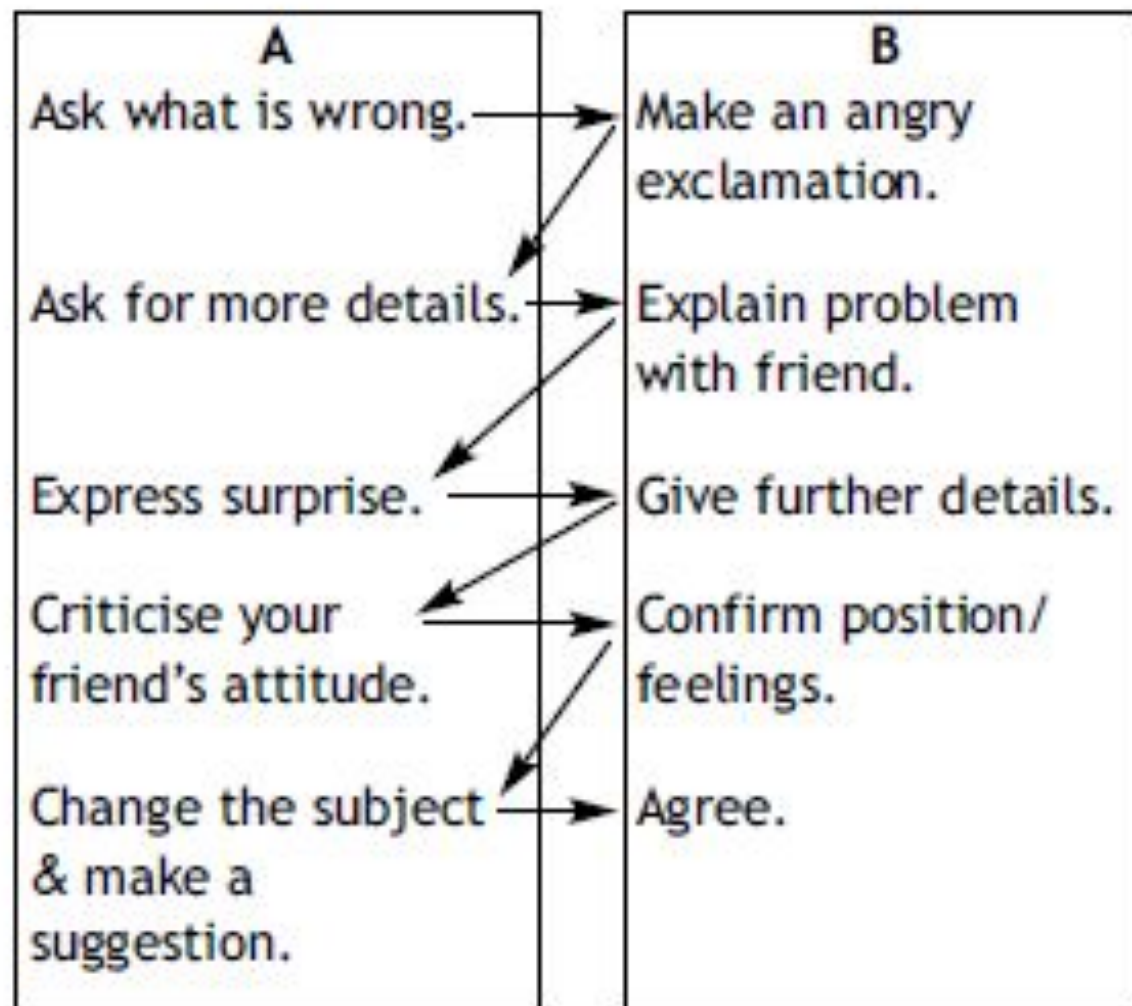 A
Ask what is wrong.
Ask for more details.
Express surprise.
Criticise your
friend's attitude.
Change the subject
& make a
suggestion.
B
Make an angry
exclamation.
Explain problem
with friend.
Give further details.
Confirm position/
feelings.
Agree.